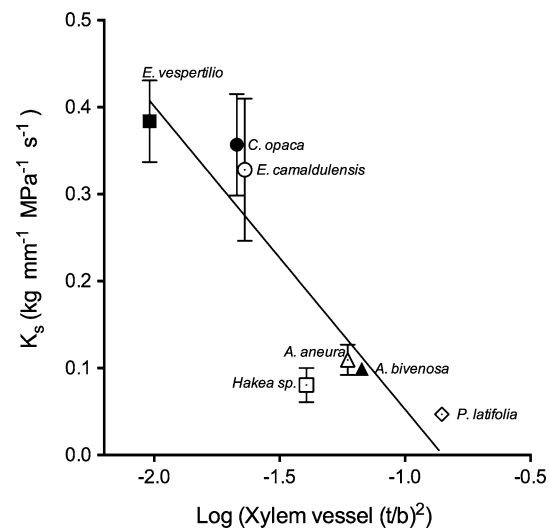 0.5
E. vespertilio
0.4
C. opaca
E. camaldulensis
0.3
K_s (kg mm⁻¹ MPa⁻¹ s⁻¹)
0.2
A. aneura
0.1
Hakea sp.
A. bivenosa
P. latifolia
0.0
-2.0 -1.5 -1.0 -0.5
Log (Xylem vessel (t/b)²)